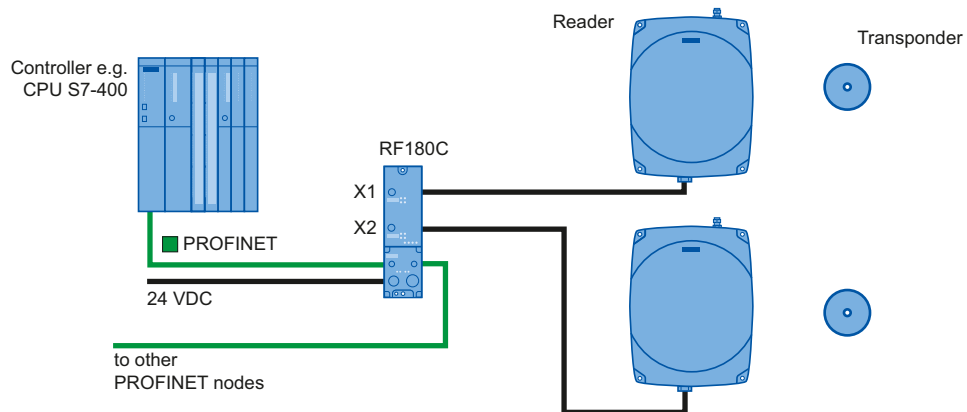 Reader
Transponder
Controller e.g.
CPU S7-400
RF180C
X1
X2
PROFINET
24 VDC
to other
PROFINET nodes